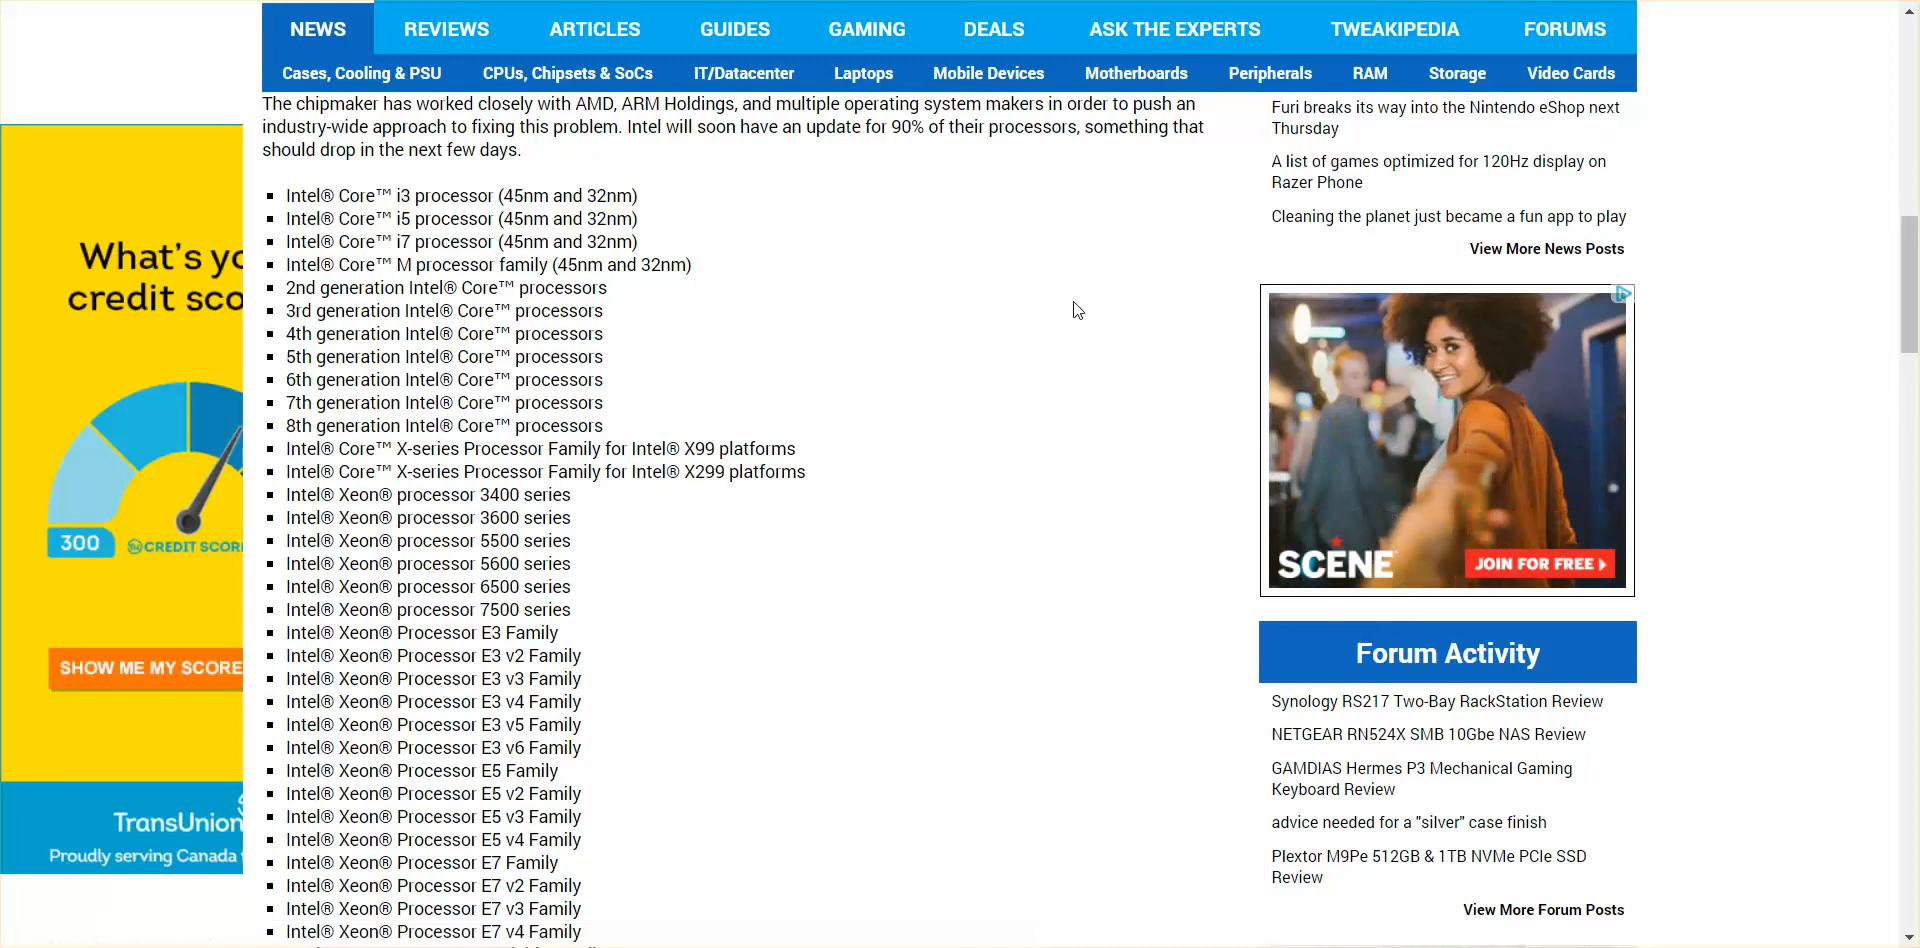 NEWS REVIEWS ARTICLES GUIDES GAMING DEALS ASK THE EXPERTS TWEAKIPEDIA FORUMS
Cases, Cooling & PSU CPUs, Chipsets & SoCs IT/Datacenter Laptops Mobile Devices Motherboards Peripherals RAM Storage Video Cards
The chipmaker has worked closely with AMD, ARM Holdings, and multiple operating system makers in order to push an
industry-wide approach to fixing this problem. Intel will soon have an update for 90% of their processors, something that
should drop in the next few days.
Intel® Core™ i3 processor (45nm and 32nm)
Intel® Core™ i5 processor (45nm and 32nm)
Intel® Core™ i7 processor (45nm and 32nm)
Intel® Core™ M processor family (45nm and 32nm)
2nd generation Intel® Core™ processors
3rd generation Intel® Core™ processors
4th generation Intel® Core™ processors
5th generation Intel® Core™ processors
6th generation Intel® Core™ processors
7th generation Intel® Core™ processors
8th generation Intel® Core™ processors
Intel® Core™ X-series Processor Family for Intel® X99 platforms
Intel® Core™ X-series Processor Family for Intel® X299 platforms
Intel® Xeon® processor 3400 series
Intel® Xeon® processor 3600 series
Intel® Xeon® processor 5500 series
Intel® Xeon® processor 5600 series
Intel® Xeon® processor 6500 series
Intel® Xeon® processor 7500 series
Intel® Xeon® Processor E3 Family
Intel® Xeon® Processor E3 v2 Family
Intel® Xeon® Processor E3 v3 Family
Intel® Xeon® Processor E3 v4 Family
Intel® Xeon® Processor E3 v5 Family
Intel® Xeon® Processor E3 v6 Family
Intel® Xeon® Processor E5 Family
Intel® Xeon® Processor E5 v2 Family
Intel® Xeon® Processor E5 v3 Family
Intel® Xeon® Processor E5 v4 Family
Intel® Xeon® Processor E7 Family
Intel® Xeon® Processor E7 v2 Family
Intel® Xeon® Processor E7 v3 Family
Intel® Xeon® Processor E7 v4 Family
What's yo
credit sco
300
CREDIT SCOR
SHOW ME MY SCORE
TransUnion
Proudly serving Canada
Furi breaks its way into the Nintendo eShop next
Thursday
A list of games optimized for 120Hz display on
Razer Phone
Cleaning the planet just became a fun app to play
View More News Posts
SCENE
JOIN FOR FREE
Forum Activity
Synology RS217 Two-Bay RackStation Review
NETGEAR RN524X SMB 10Gbe NAS Review
GAMDIAS Hermes P3 Mechanical Gaming
Keyboard Review
advice needed for a "silver" case finish
Plextor M9Pe 512GB & 1TB NVMe PCIe SSD
Review
View More Forum Posts